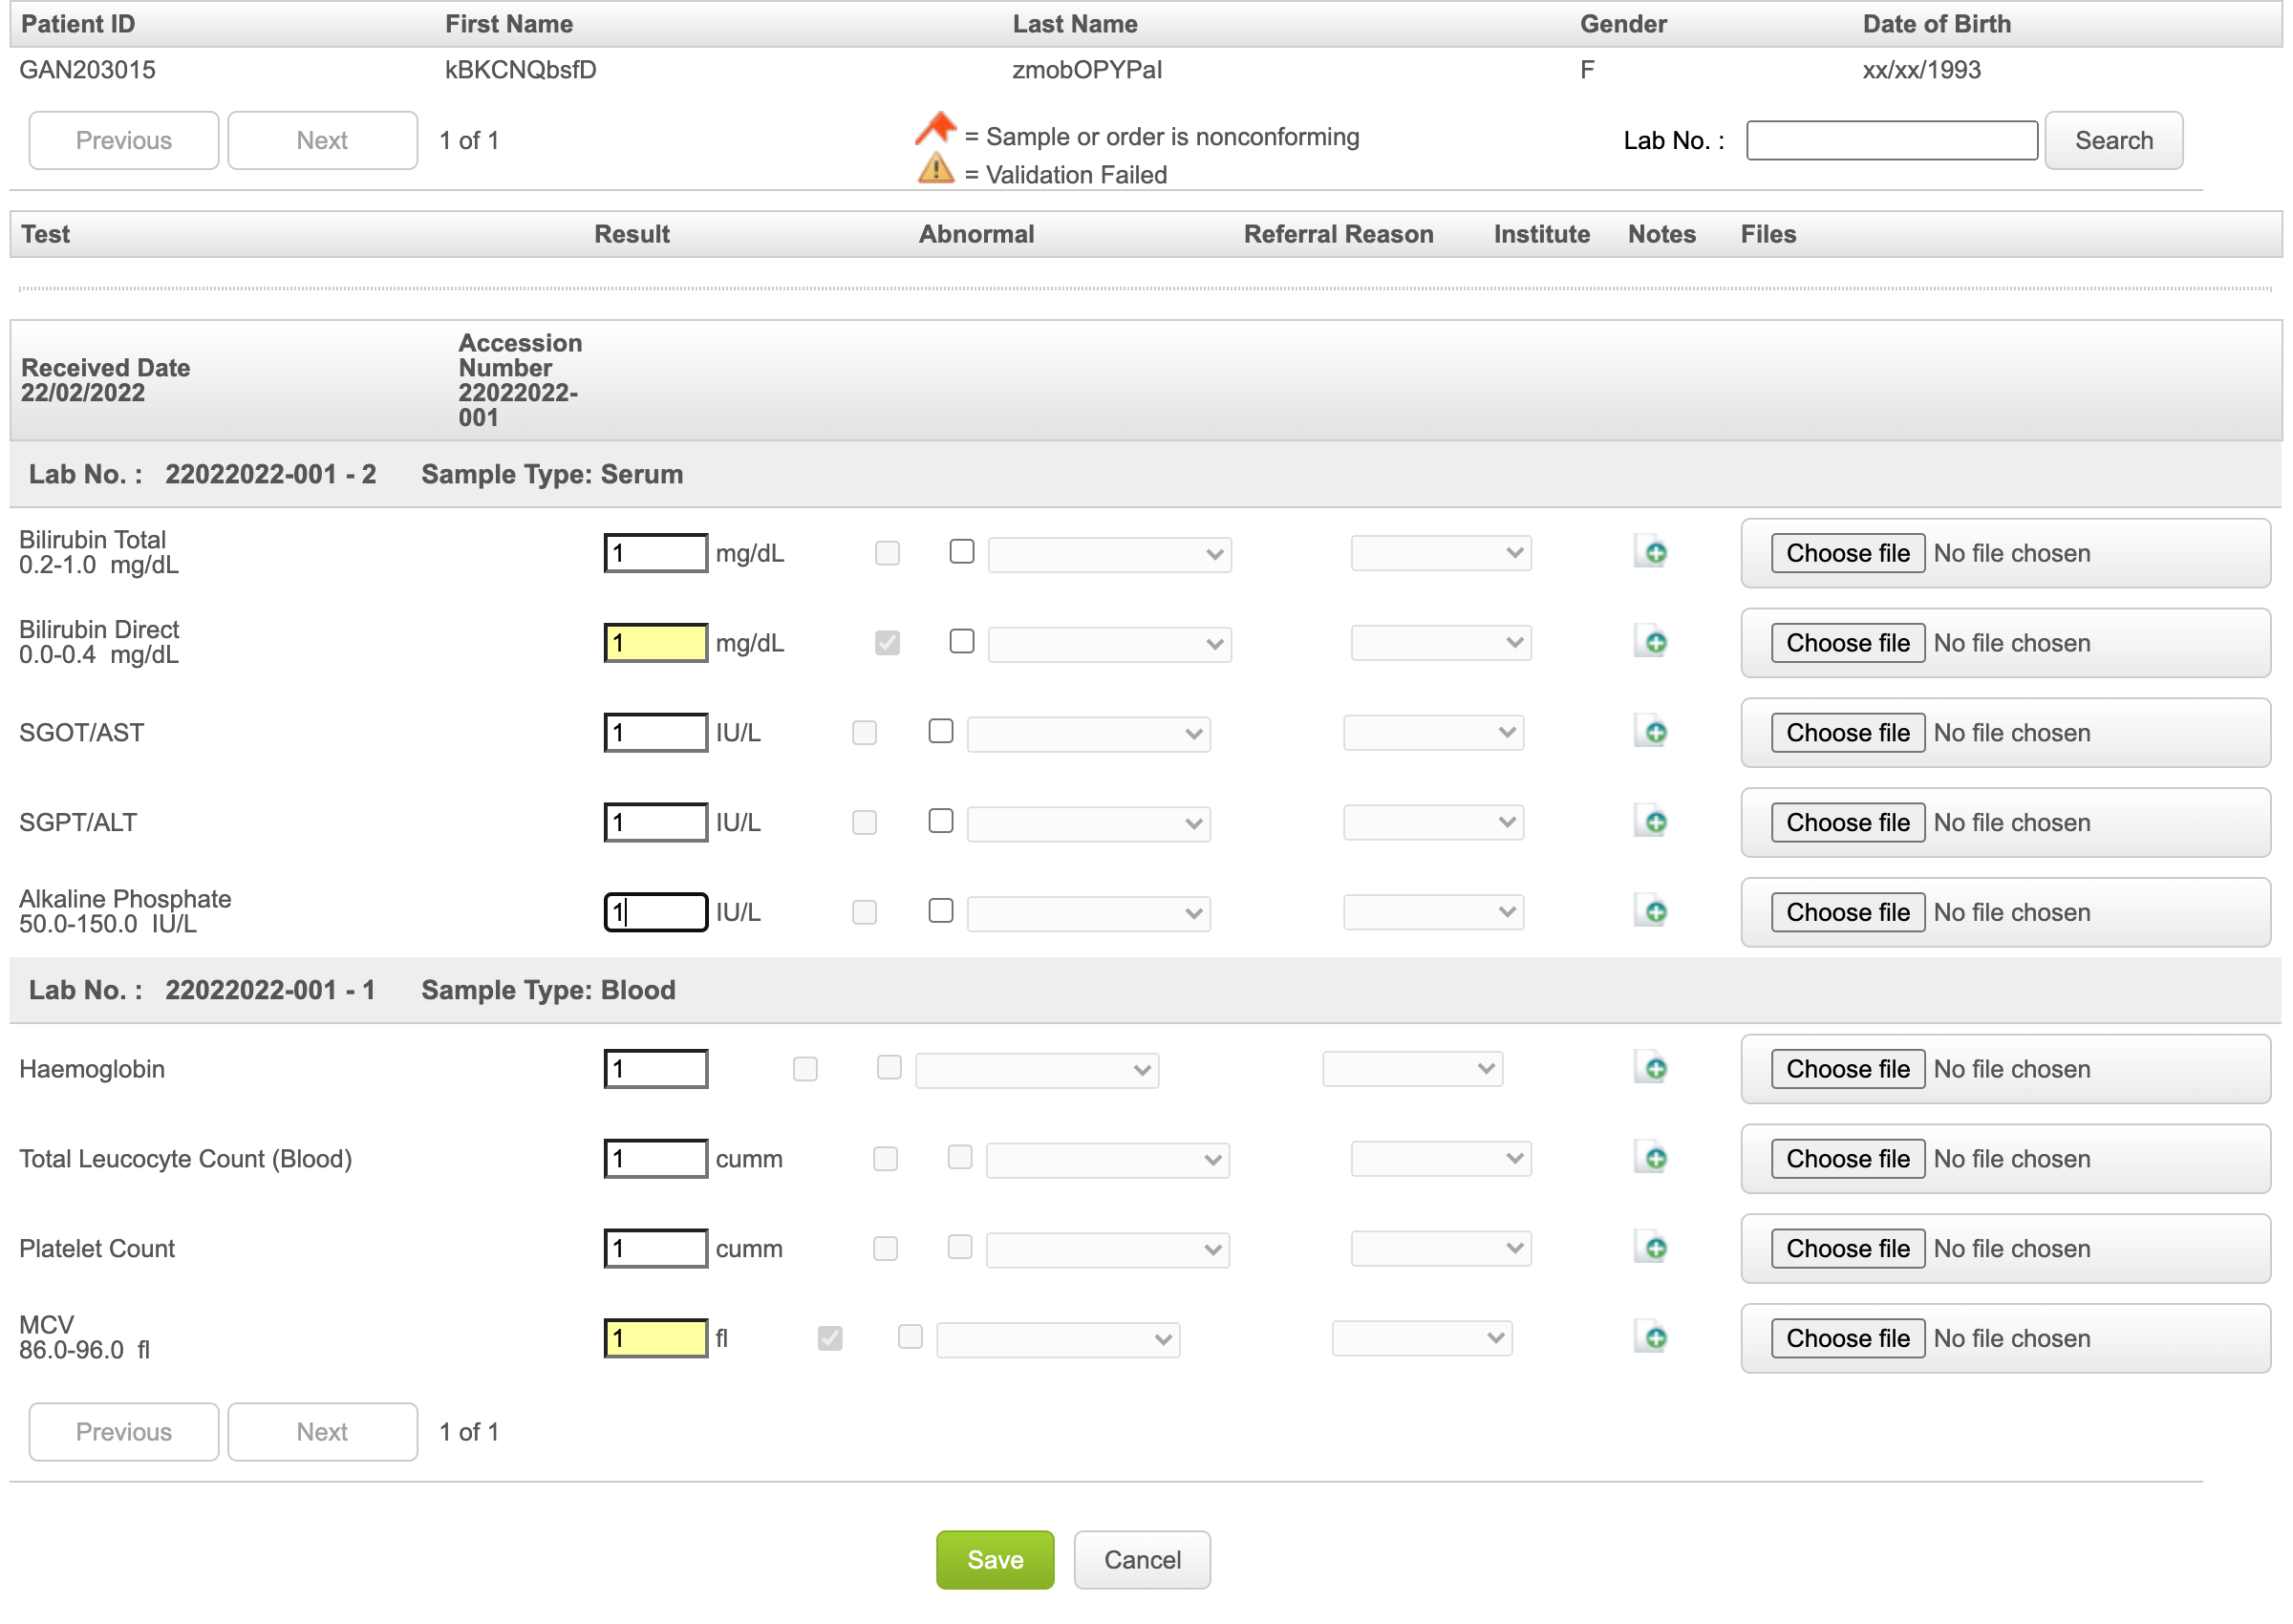 Patient ID First Name Last Name Gender Date of Birth
GAN203015 kBKCNQbsfD zmobOPYPal F xx/xx/1993
Previous Next 1 of 1 = Sample or order is nonconforming Lab No. : Search
= Validation Failed
Test Result Abnormal Referral Reason Institute Notes Files
Received Date
22/02/2022
Accession
Number
22022022-
001
Lab No. : 22022022-001 - 2 Sample Type: Serum
Bilirubin Total
0.2-1.0 mg/dL
1 mg/dL Choose file No file chosen
Bilirubin Direct
0.0-0.4 mg/dL
1 mg/dL Choose file No file chosen
SGOT/AST 1 IU/L Choose file No file chosen
SGPT/ALT 1 IU/L Choose file No file chosen
Alkaline Phosphate
50.0-150.0 IU/L
1 IU/L Choose file No file chosen
Lab No. : 22022022-001 - 1 Sample Type: Blood
Haemoglobin 1 Choose file No file chosen
Total Leucocyte Count (Blood) 1 cumm Choose file No file chosen
Platelet Count 1 cumm Choose file No file chosen
MCV
86.0-96.0 fl
1 fl Choose file No file chosen
Previous Next 1 of 1
Save Cancel